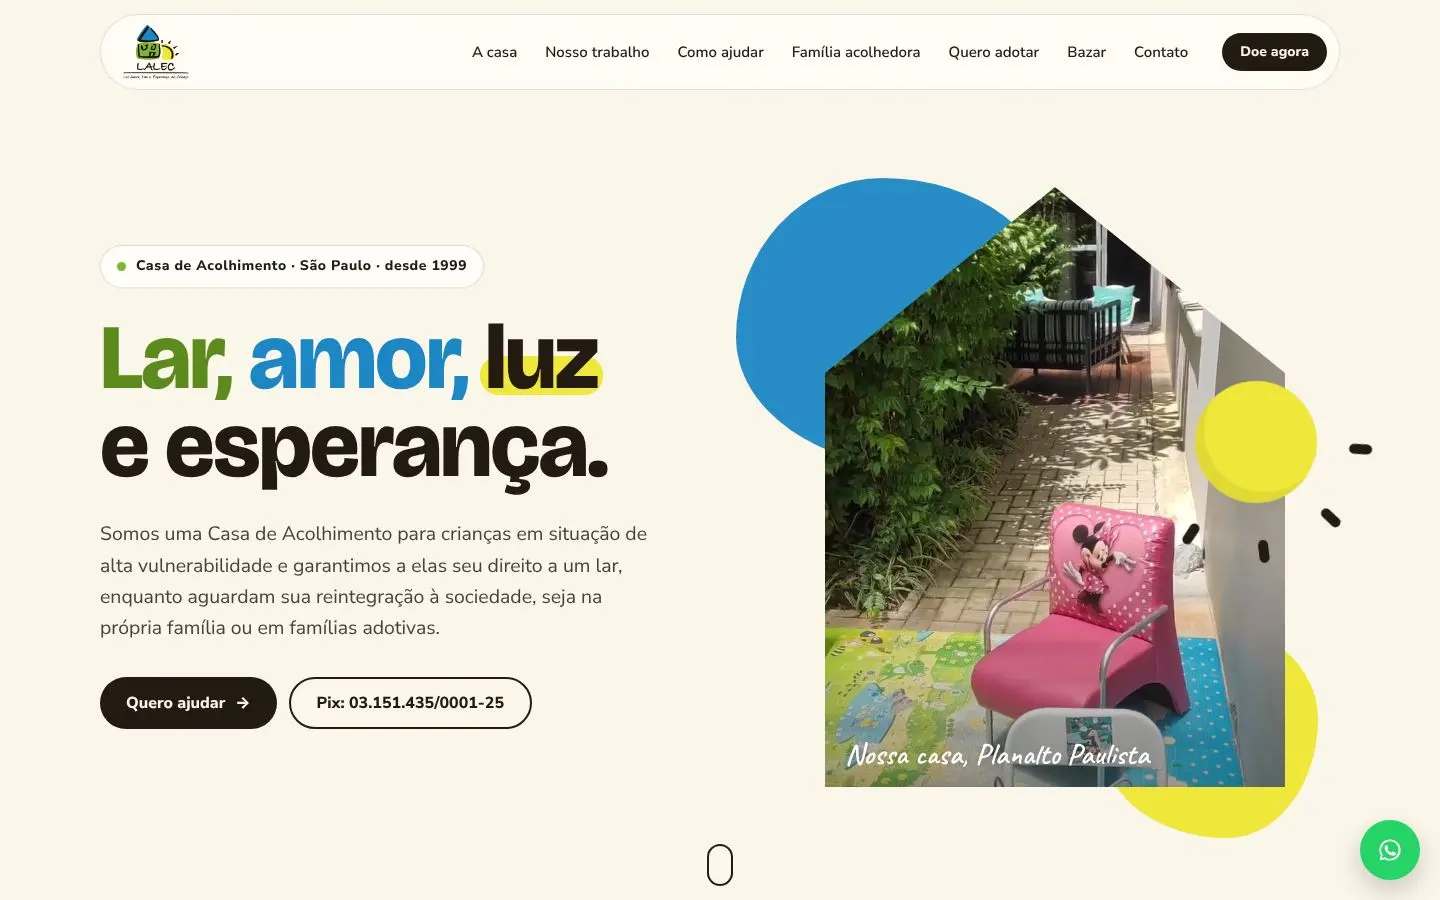 LALEC
A casa
Nosso trabalho
Como ajudar
Família acolhedora
Quero adotar
Bazar
Contato
Doe agora
Casa de Acolhimento · São Paulo · desde 1999
Lar, amor, luz
e esperança.
Somos uma Casa de Acolhimento para crianças em situação de
alta vulnerabilidade e garantimos a elas seu direito a um lar,
enquanto aguardam sua reintegração à sociedade, seja na
própria família ou em famílias adotivas.
Quero ajudar →
Pix: 03.151.435/0001-25
Nossa casa, Planalto Paulista